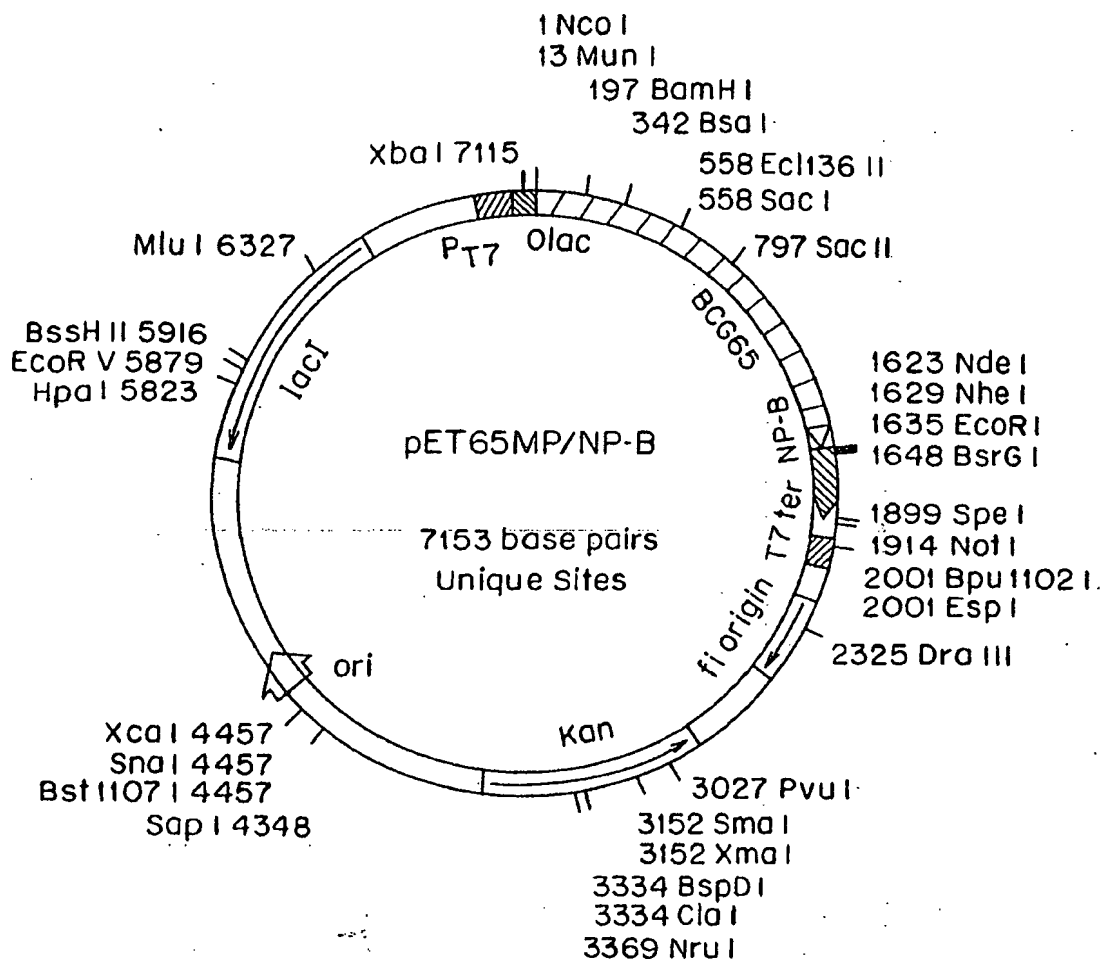 1 Nco I
13 Mun I
197 BamH I
342 Bsa I
Xba I 7115
558 Ecl136 II
558 Sac I
797 Sac II
Mlu I 6327
PT7
Olac
BCG65
BssH II 5916
EcoR V 5879
Hpa I 5823
lacI
1623 Nde I
1629 Nhe I
1635 EcoR I
1648 BsrG I
NP-B
pET65MP/NP-B
7153 base pairs
Unique Sites
1899 Spe I
1914 Not I
T7 ter
2001 Bpu1102 I
2001 Esp I
fi origin
2325 Dra III
ori
Kan
Xca I 4457
Sna I 4457
Bst1107 I 4457
Sap I 4348
3027 Pvu I
3152 Sma I
3152 Xma I
3334 BspD I
3334 Cla I
3369 Nru I